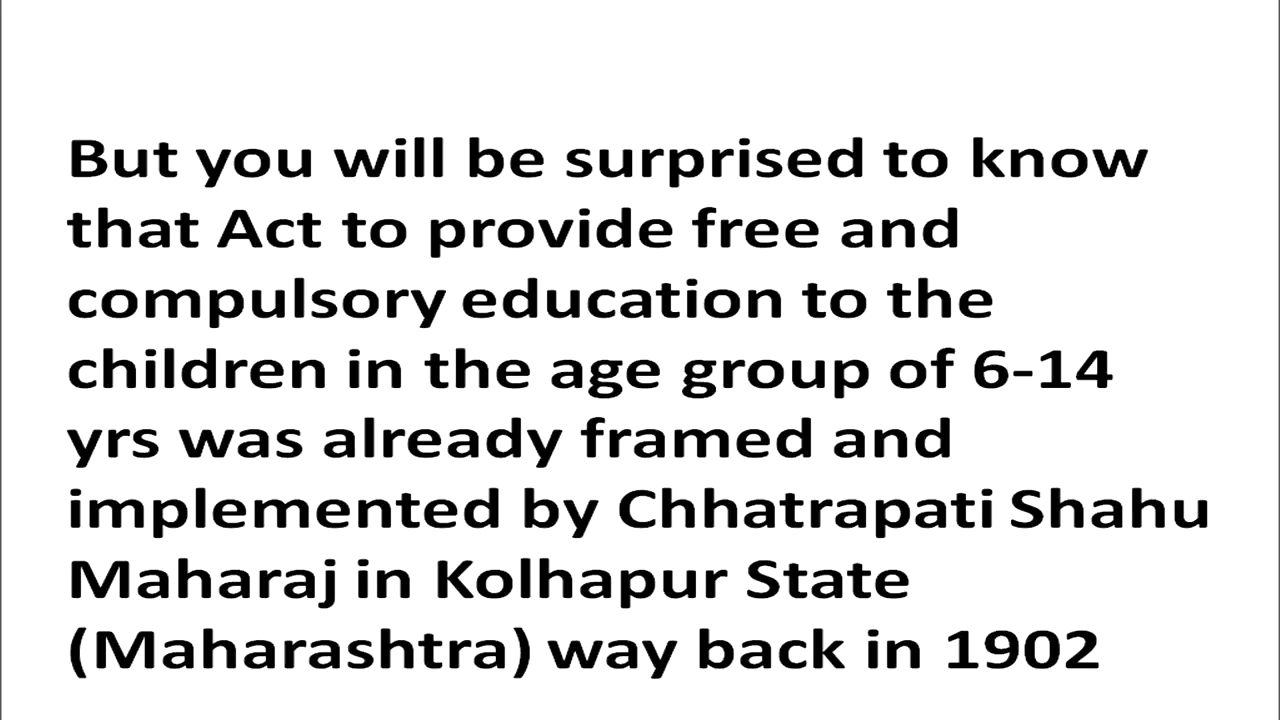 But you will be surprised to know
that Act to provide free and
compulsory education to the
children in the age group of 6-14
yrs was already framed and
implemented by Chhatrapati Shahu
Maharaj in Kolhapur State
(Maharashtra) way back in 1902